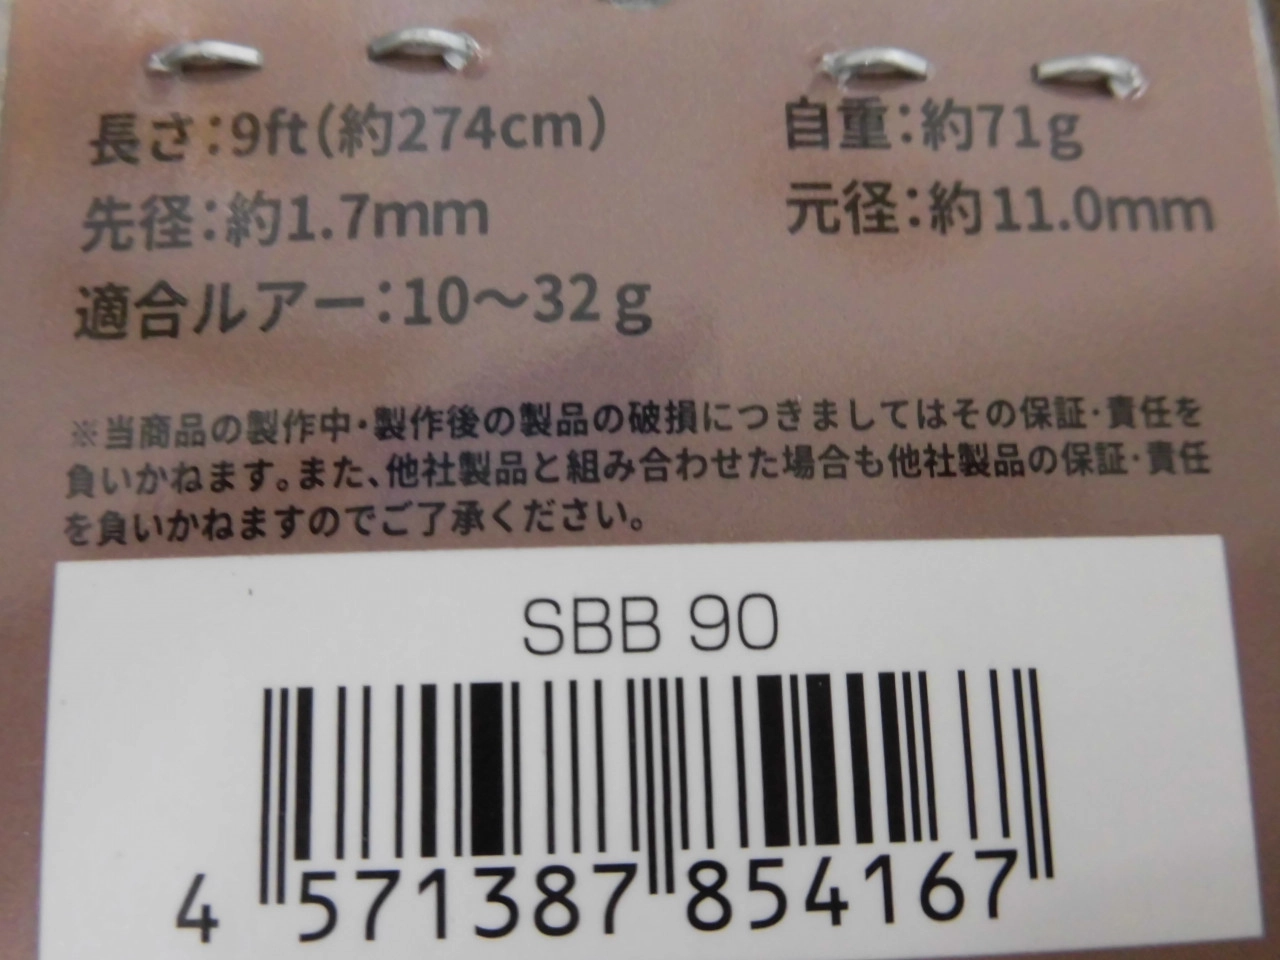 長さ：9ft（約274cm） 自重：約71g
先径：約1.7mm 元径：約11.0mm
適合ルアー：10～32g
※当商品の製作中・製作後の製品の破損につきましてはその保証・責任を
負いかねます。また、他社製品と組み合わせた場合も他社製品の保証・責任
を負いかねますのでご了承ください。
SBB 90
4 571387 854167